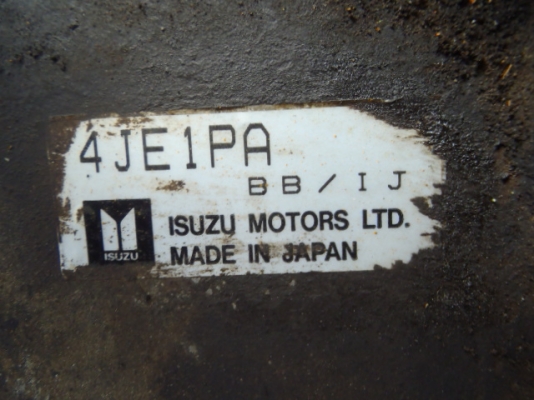 4JE1PA
BB/IJ
ISUZU MOTORS LTD.
ISUZU MADE IN JAPAN